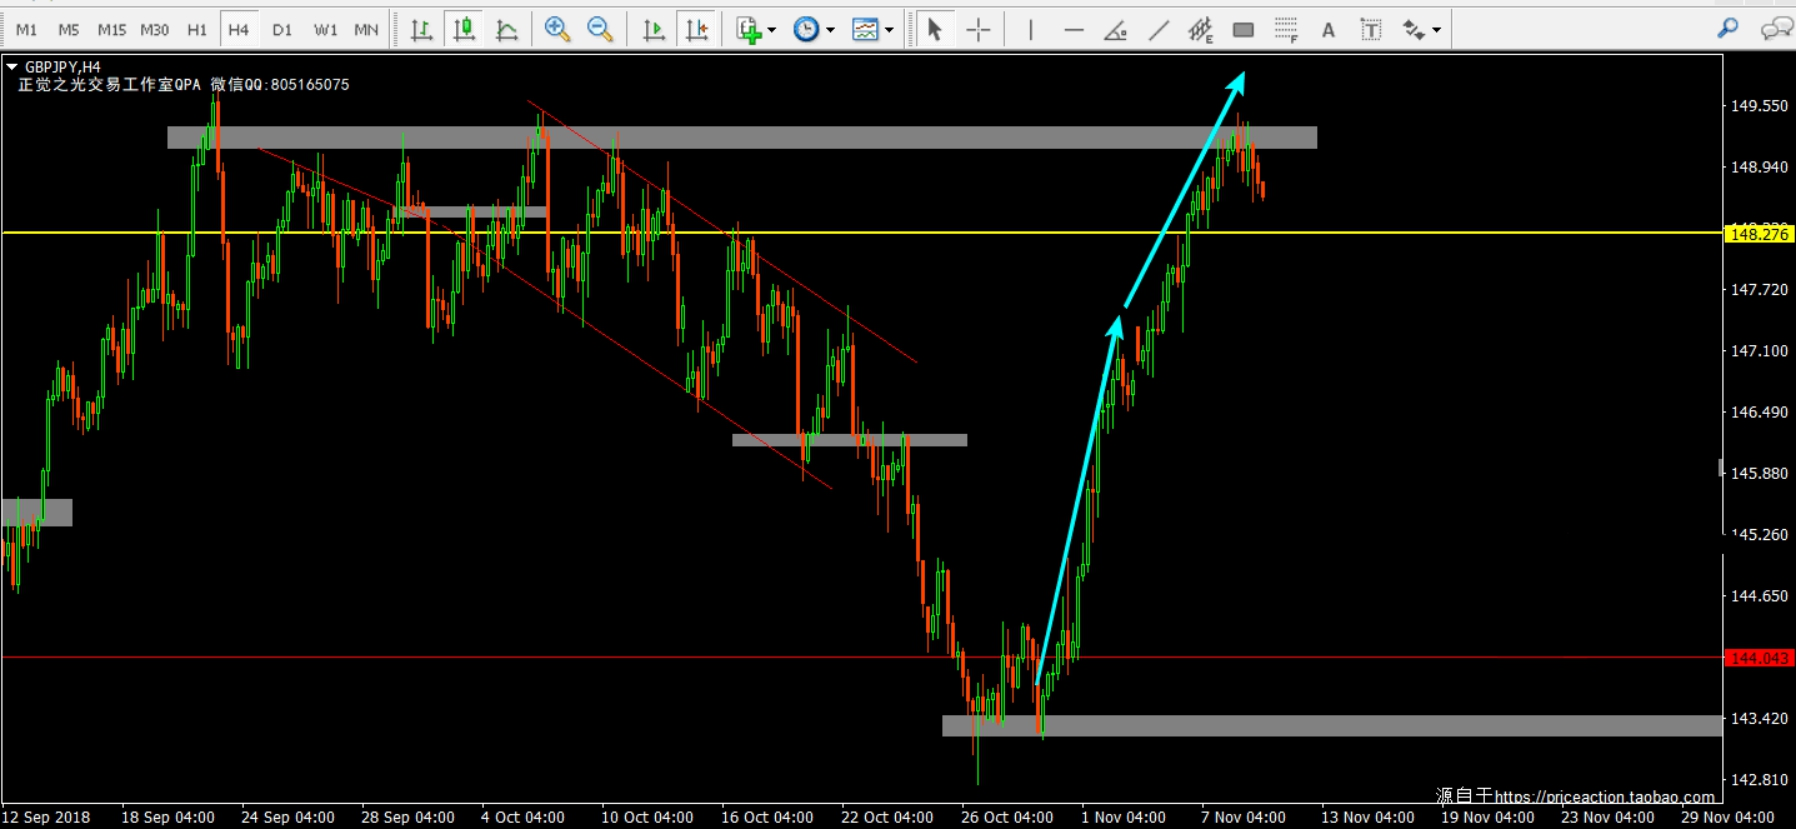 M1 M5 M15 M30 H1 H4 D1 W1 MN E F A T
GBPJPY,H4
正觉之光交易工作室QPA 微信QQ:805165075
149.550
148.940
148.276
147.720
147.100
146.490
145.880
145.260
144.650
144.043
143.420
142.810
源自于https://priceaction.taobao.com
12 Sep 2018 18 Sep 04:00 24 Sep 04:00 28 Sep 04:00 4 Oct 04:00 10 Oct 04:00 16 Oct 04:00 22 Oct 04:00 26 Oct 04:00 1 Nov 04:00 7 Nov 04:00 13 Nov 04:00 19 Nov 04:00 23 Nov 04:00 29 Nov 04:00